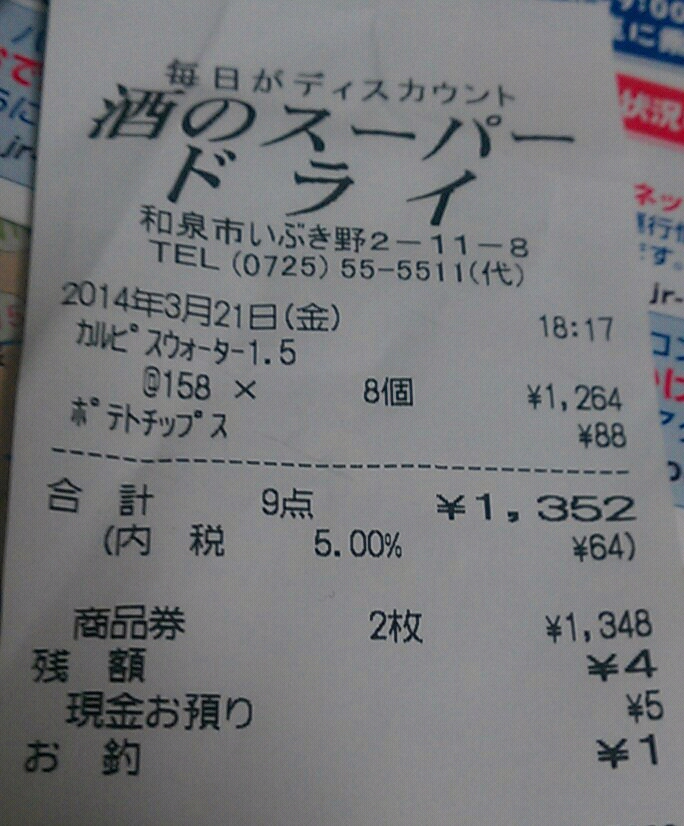 毎日がディスカウント
酒のスーパー
ドライ
和泉市いぶき野2-11-8
TEL (0725) 55-5511(代)
2014年3月21日(金) 18:17
ｶﾙﾋﾟｽウォーター1.5
@158 × 8個 ¥1,264
ﾎﾟﾃﾄﾁｯﾌﾟｽ ¥88
合 計 9点 ¥1,352
(内 税 5.00% ¥64)
商品券 2枚 ¥1,348
残 額 ¥4
現金お預り ¥5
お 釣 ¥1
状況
ネッ
jr-